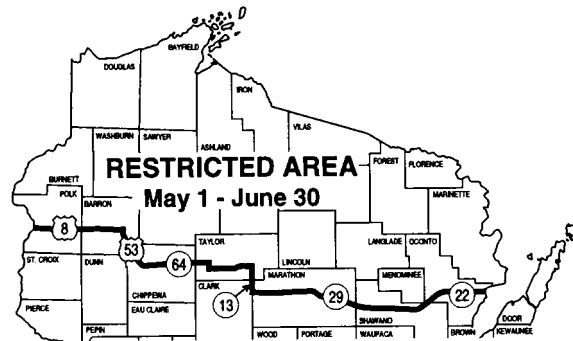 BAYFIELD
DOUGLAS
IRON
VILAS
WASHBURN
SAWYER
ASHLAND
FOREST
FLORENCE
RESTRICTED AREA
May 1 - June 30
BURNETT
POLK
BARRON
MARINETTE
8
53
TAYLOR
LANGLADE
OCONTO
ST. CROIX
DUNN
64
LINCOLN
MARATHON
MENOMINEE
CLARK
CHIPPEWA
13
29
22
PIERCE
EAU CLAIRE
SHAWANO
DOOR
PEPIN
WOOD
PORTAGE
WAUPACA
BROWN
KEWAUNEE